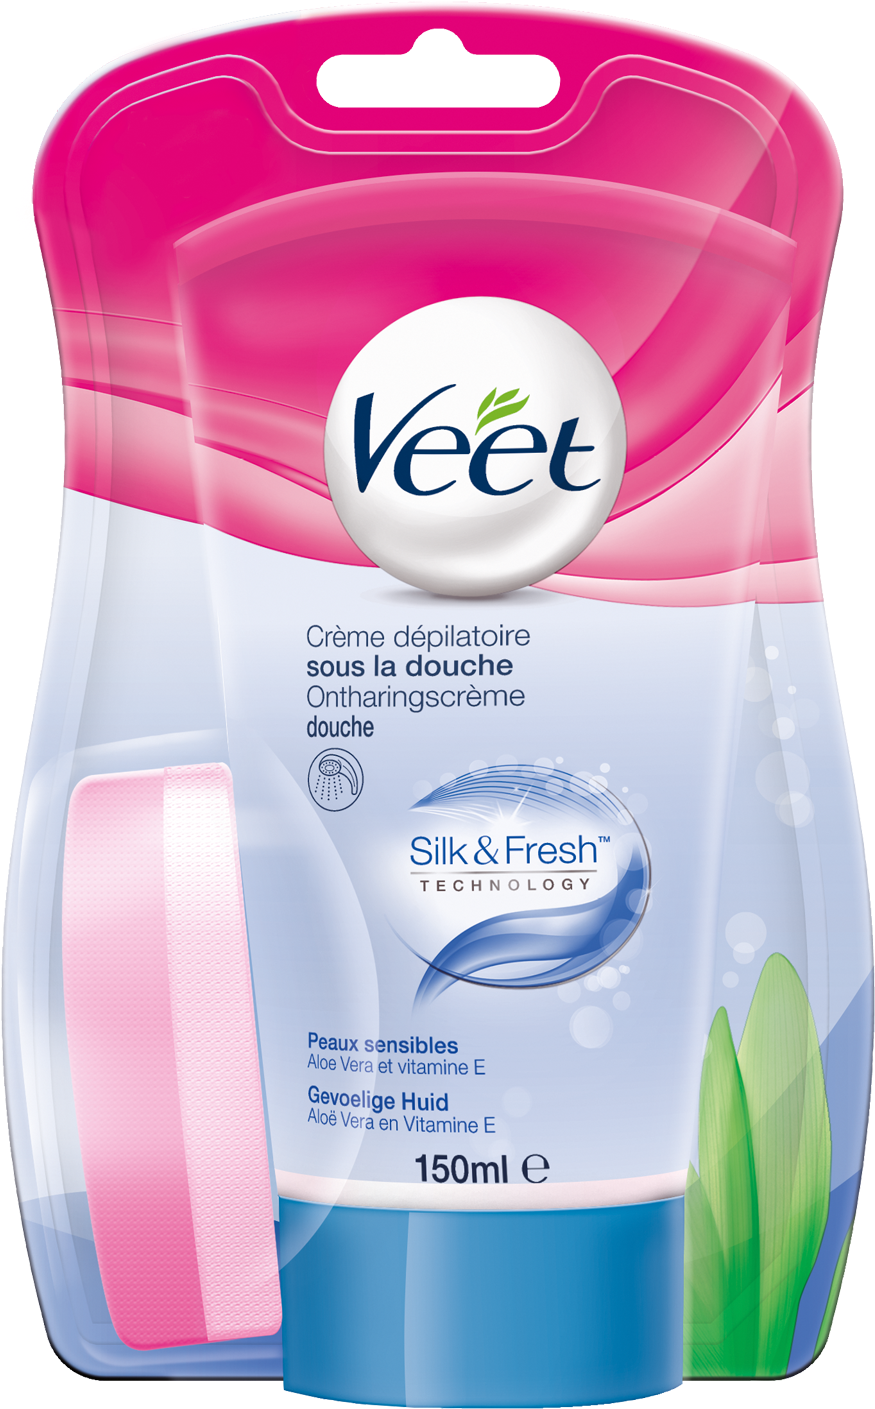 Veet
Crème dépilatoire
sous la douche
Ontharingscrème
douche
Silk & Fresh™
TECHNOLOGY
Peaux sensibles
Aloe Vera et vitamine E
Gevoelige Huid
Aloë Vera en Vitamine E
150ml ℮